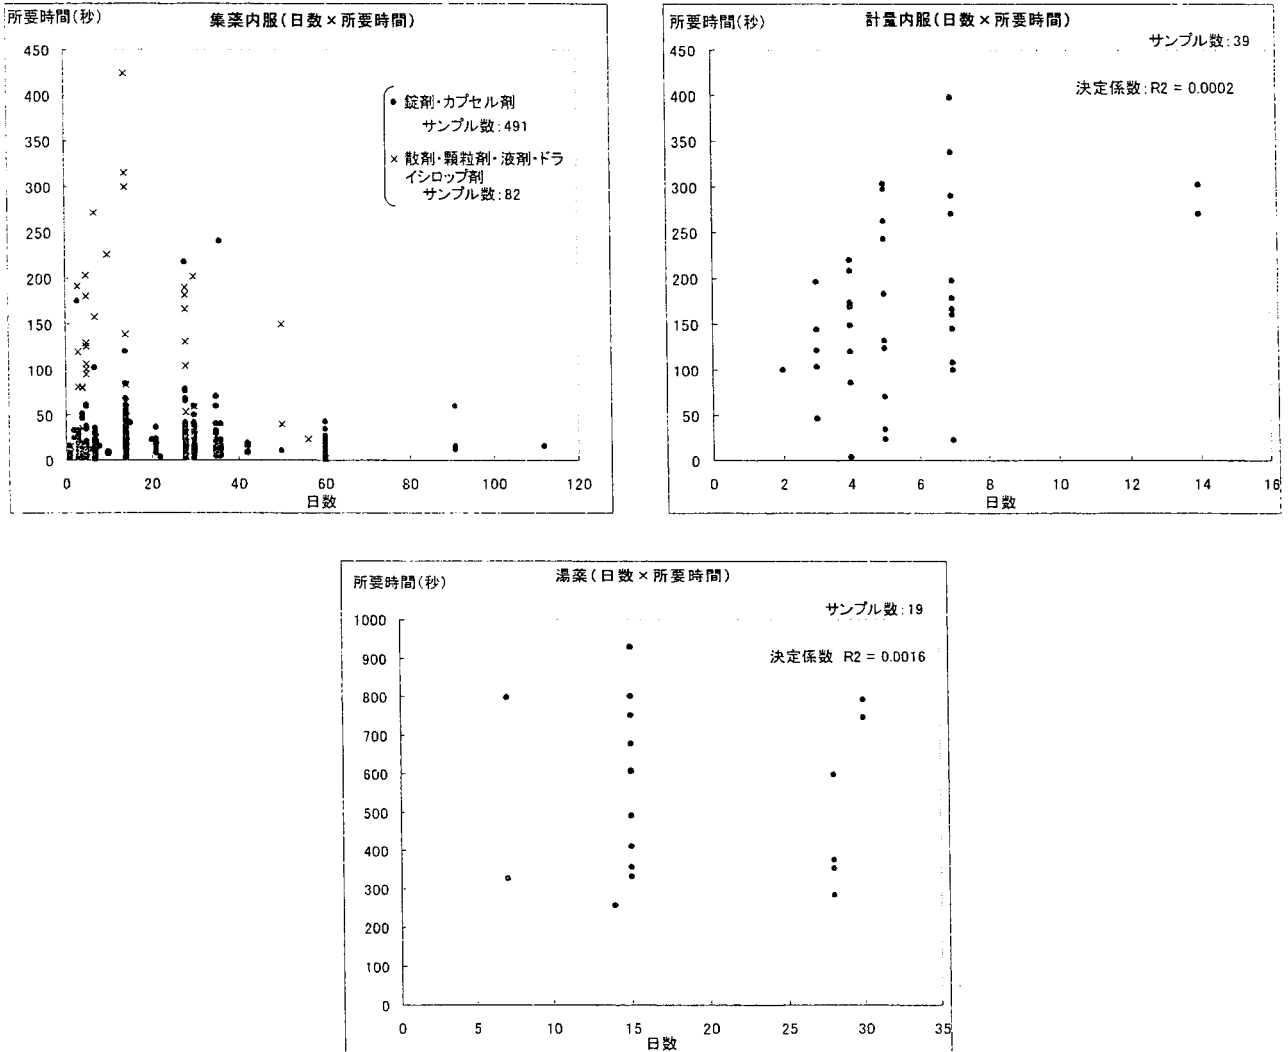 所要時間(秒)
集薬内服(日数×所要時間)
450
400
350
300
250
200
150
100
50
0
● 錠剤・カプセル剤
サンプル数:491
× 散剤・顆粒剤・液剤・ドラ
イシロップ剤
サンプル数:82
0 20 40 60 80 100 120
日数
所要時間(秒)
計量内服(日数×所要時間)
サンプル数:39
決定係数:R2 = 0.0002
450
400
350
300
250
200
150
100
50
0
0 2 4 6 8 10 12 14 16
日数
所要時間(秒)
湯薬(日数×所要時間)
サンプル数:19
決定係数 R2 = 0.0016
1000
900
800
700
600
500
400
300
200
100
0
0 5 10 15 20 25 30 35
日数